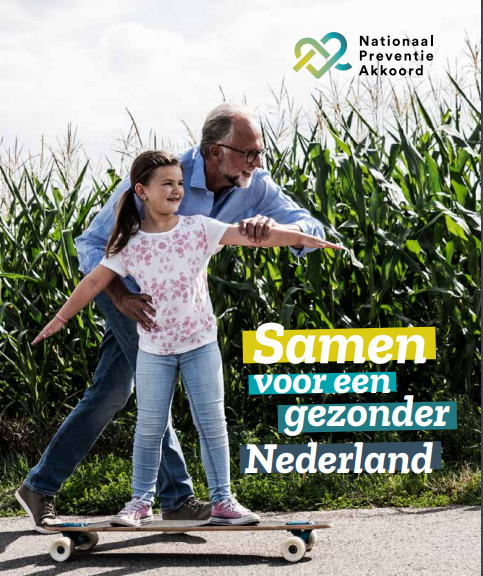 Nationaal
Preventie
Akkoord
Samen
voor een
gezonder
Nederland